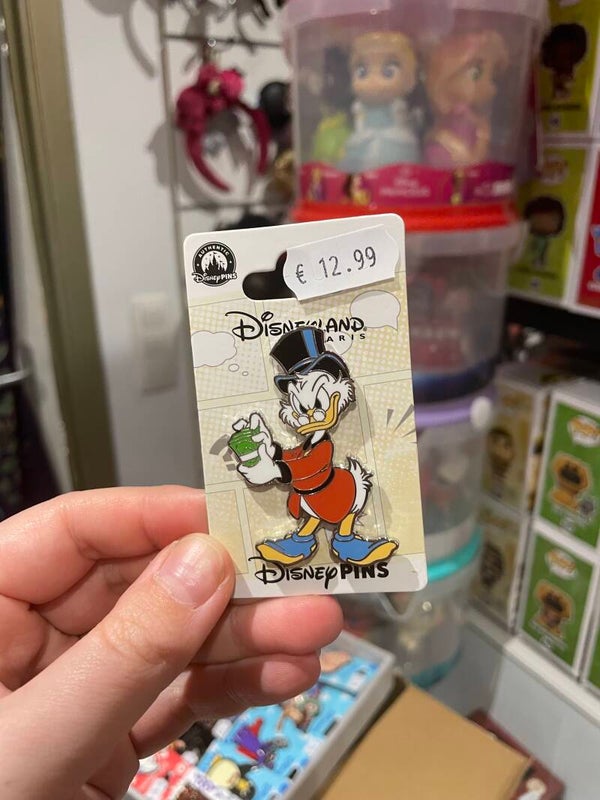 AUTHENTIC
DISNEY PINS
€ 12.99
DISNEYLAND
PARIS
DISNEY PINS